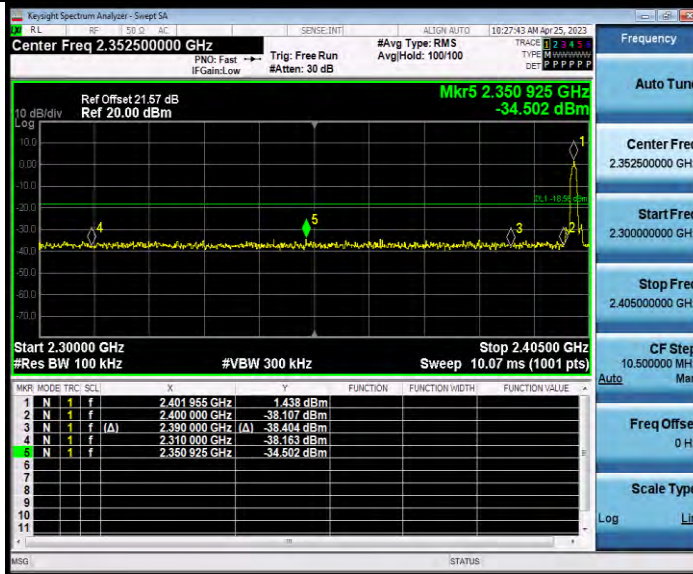 Keysight Spectrum Analyzer - Swept SA
RL RF 50 Ω AC SENSE:INT ALIGN AUTO 10:27:43 AM Apr 25, 2023
Center Freq 2.352500000 GHz
PNO: Fast
IFGain:Low
Trig: Free Run
#Atten: 30 dB
#Avg Type: RMS
Avg|Hold: 100/100
TRACE 1 2 3 4 5 6
TYPE M
DET P P P P P P
Ref Offset 21.57 dB
Ref 20.00 dBm
10 dB/div
Log
Mkr5 2.350 925 GHz
-34.502 dBm
10.0
0.00
-10.0
-20.0
-30.0
-40.0
-50.0
-60.0
-70.0
1
2
3
4
5
Start 2.30000 GHz
Stop 2.40500 GHz
#Res BW 100 kHz
#VBW 300 kHz
Sweep 10.07 ms (1001 pts)
MKR MODE TRC SCL X Y FUNCTION FUNCTION WIDTH FUNCTION VALUE
1 N 1 f 2.401 955 GHz 1.438 dBm
2 N 1 f 2.400 000 GHz -38.107 dBm
3 N 1 f (Δ) 2.390 000 GHz (Δ) -38.404 dBm
4 N 1 f 2.310 000 GHz -38.163 dBm
5 N 1 f 2.350 925 GHz -34.502 dBm
6
7
8
9
10
11
MSG
STATUS
Frequency
Auto Tune
Center Freq
2.352500000 GHz
Start Freq
2.300000000 GHz
Stop Freq
2.405000000 GHz
CF Step
10.500000 MHz
Auto Man
Freq Offset
0 Hz
Scale Type
Log Lin